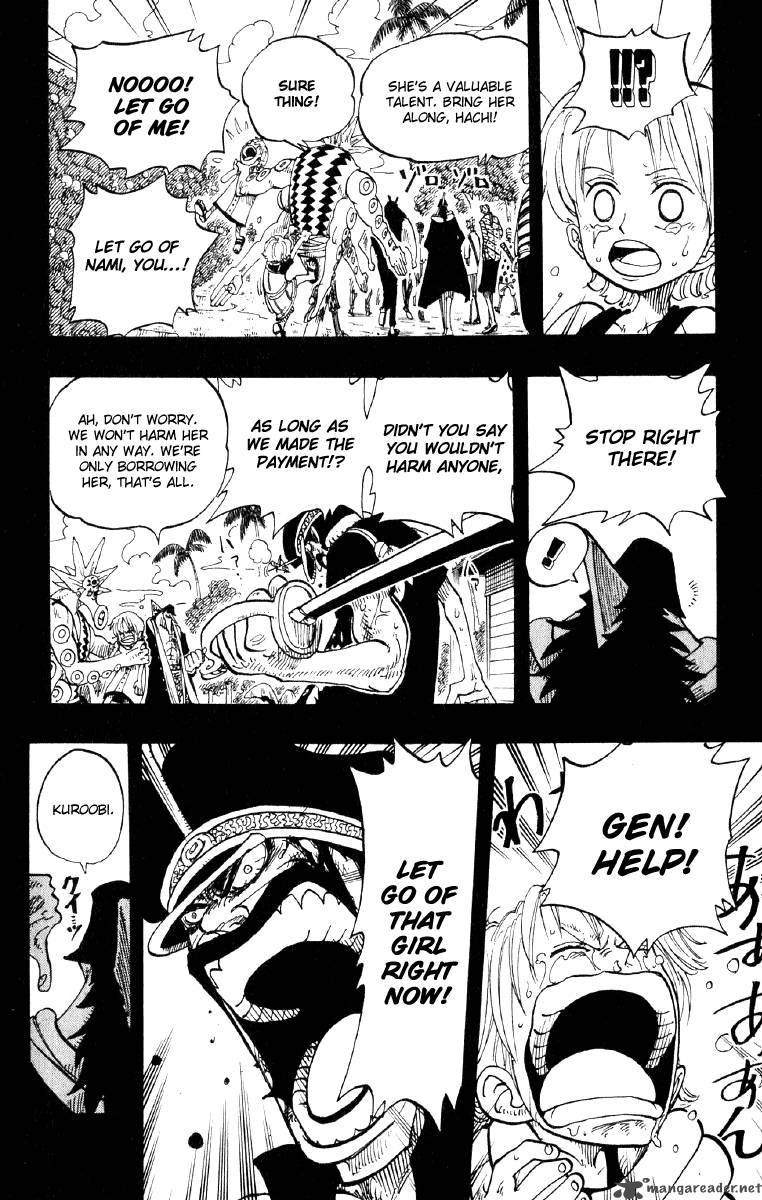 !!?
SHE'S A VALUABLE
TALENT. BRING HER
ALONG, HACHI!
SURE
THING!
NOOOO!
LET GO
OF ME!
LET GO OF
NAMI, YOU...!
ゾロゾロ
STOP RIGHT
THERE!
!
DIDN'T YOU SAY
YOU WOULDN'T
HARM ANYONE,
AS LONG AS
WE MADE THE
PAYMENT!?
AH, DON'T WORRY.
WE WON'T HARM HER
IN ANY WAY. WE'RE
ONLY BORROWING
HER, THAT'S ALL.
!?
?
GEN!
HELP!
わあああぁん
LET
GO OF
THAT
GIRL
RIGHT
NOW!
KUROOBI.
クイッ
mangareader.net